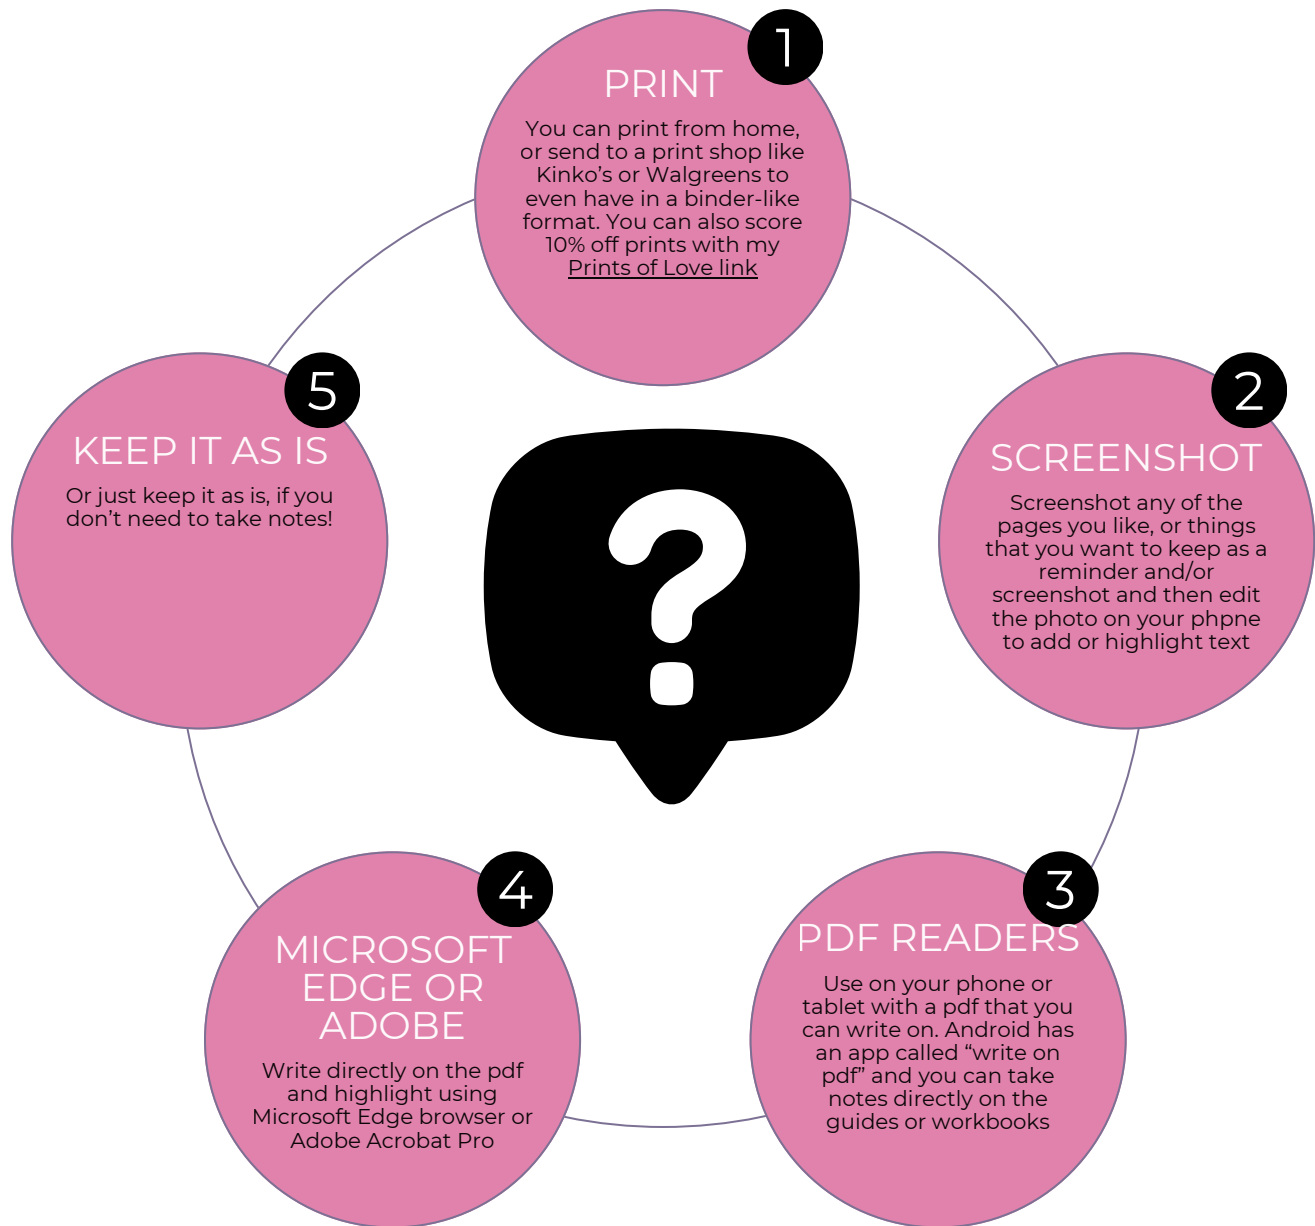 1
PRINT
You can print from home,
or send to a print shop like
Kinko’s or Walgreens to
even have in a binder-like
format. You can also score
10% off prints with my
Prints of Love link
2
SCREENSHOT
Screenshot any of the
pages you like, or things
that you want to keep as a
reminder and/or
screenshot and then edit
the photo on your phpne
to add or highlight text
3
PDF READERS
Use on your phone or
tablet with a pdf that you
can write on. Android has
an app called “write on
pdf” and you can take
notes directly on the
guides or workbooks
4
MICROSOFT
EDGE OR
ADOBE
Write directly on the pdf
and highlight using
Microsoft Edge browser or
Adobe Acrobat Pro
5
KEEP IT AS IS
Or just keep it as is, if you
don’t need to take notes!
?